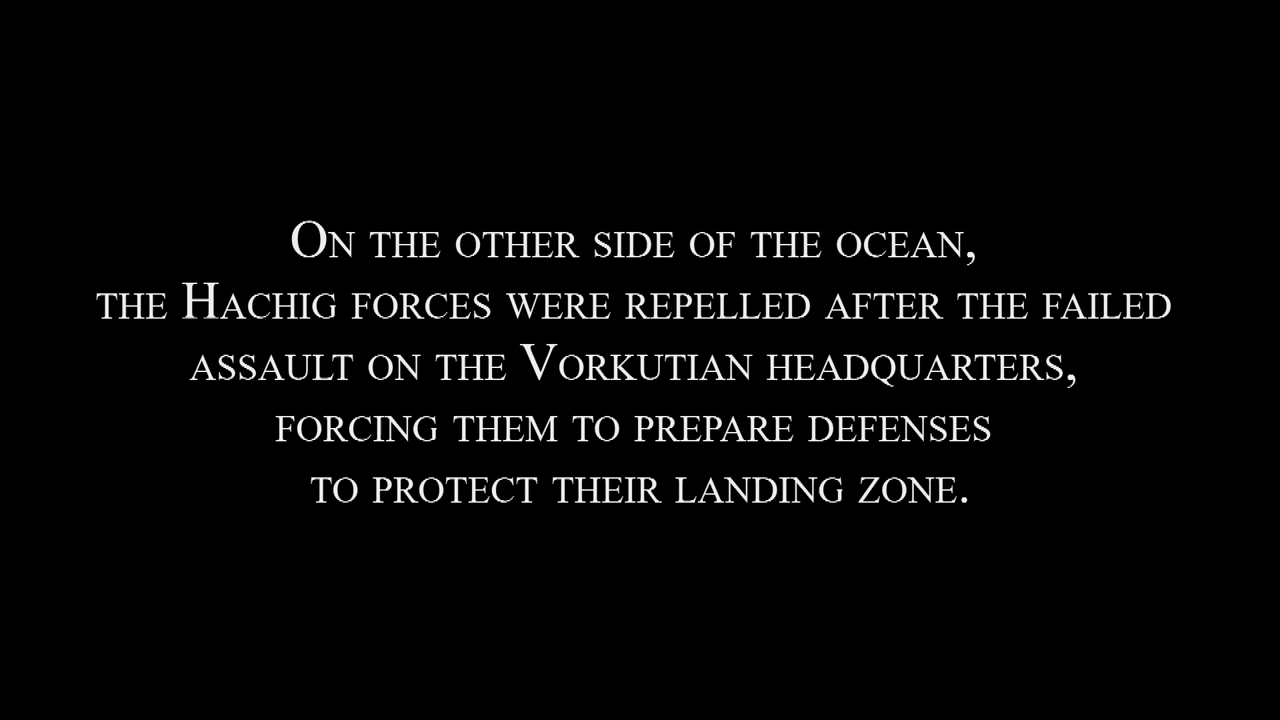 On the other side of the ocean,
the Hachig forces were repelled after the failed
assault on the Vorkutian headquarters,
forcing them to prepare defenses
to protect their landing zone.